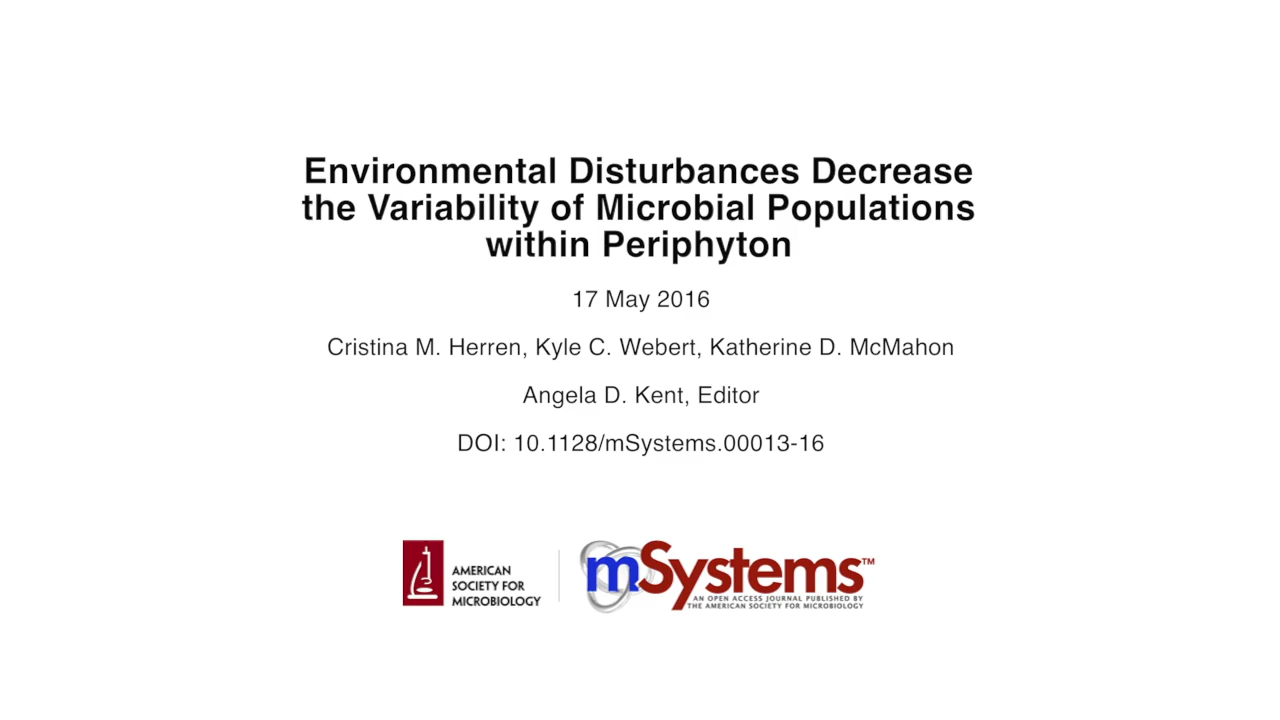 Environmental Disturbances Decrease
the Variability of Microbial Populations
within Periphyton
17 May 2016
Cristina M. Herren, Kyle C. Webert, Katherine D. McMahon
Angela D. Kent, Editor
DOI: 10.1128/mSystems.00013-16
AMERICAN
SOCIETY FOR
MICROBIOLOGY
mSystems™
AN OPEN ACCESS JOURNAL PUBLISHED BY
THE AMERICAN SOCIETY FOR MICROBIOLOGY